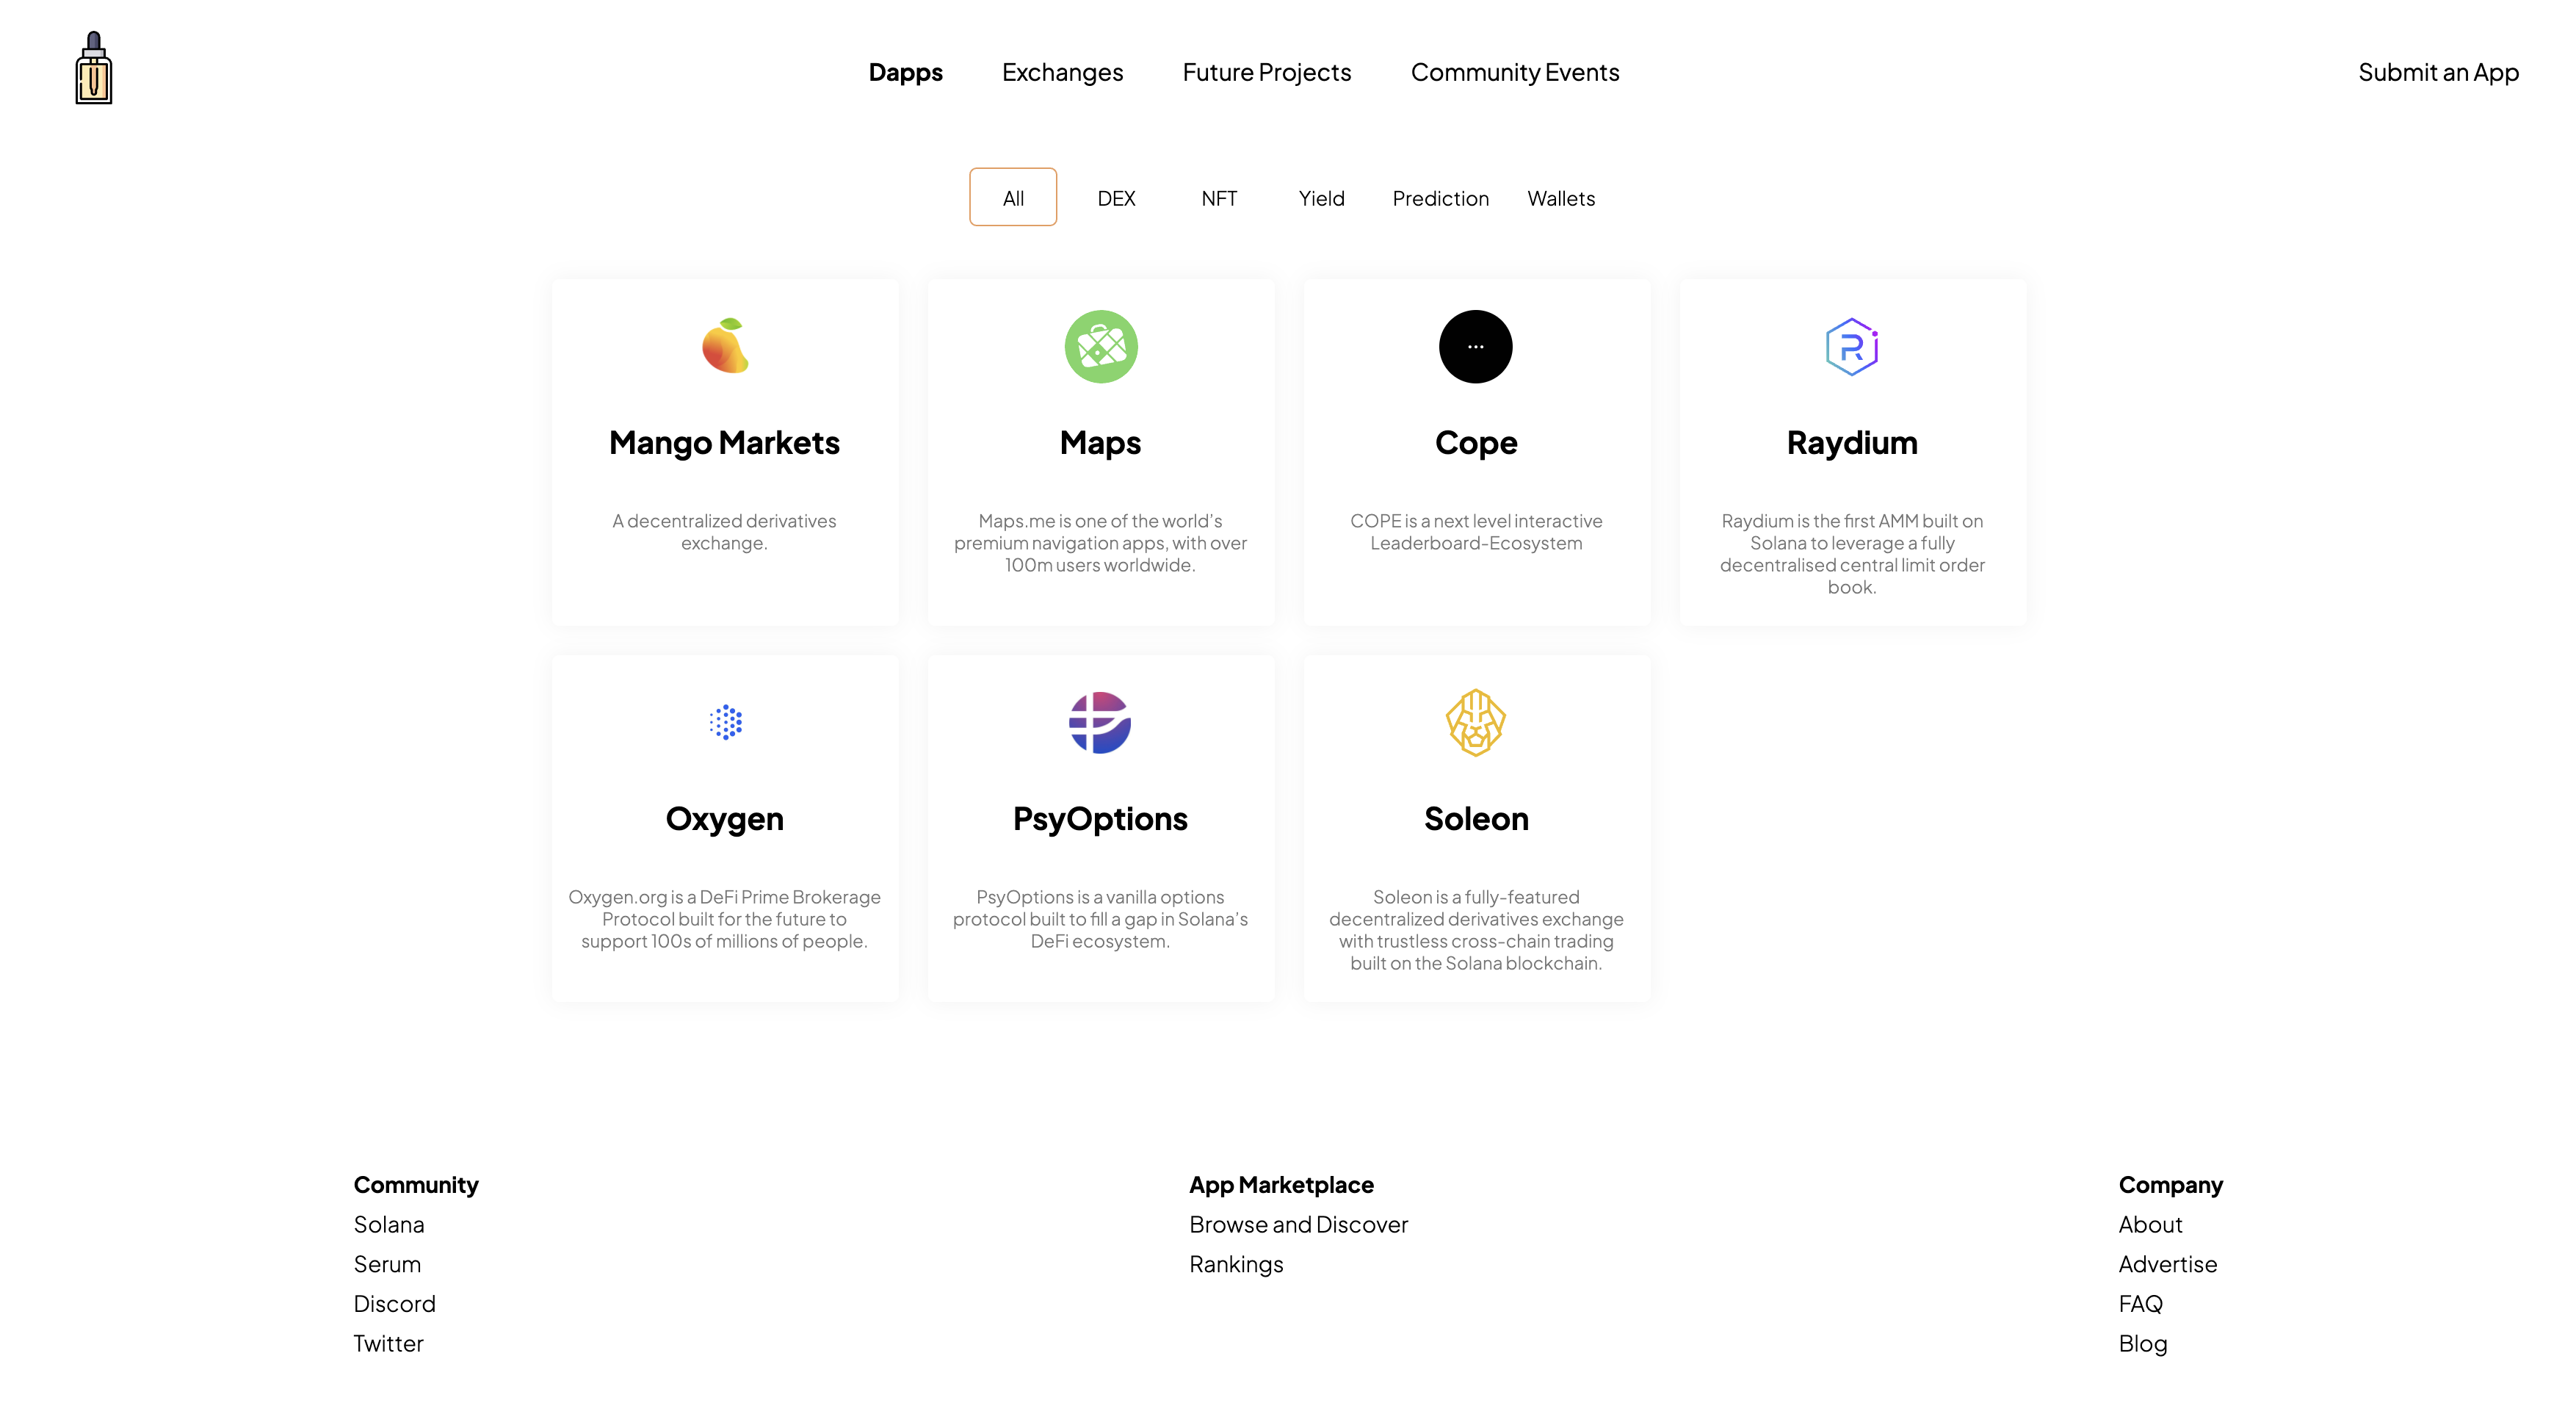 Dapps
Exchanges
Future Projects
Community Events
Submit an App
All
DEX
NFT
Yield
Prediction
Wallets
Mango Markets
A decentralized derivatives
exchange.
Maps
Maps.me is one of the world's
premium navigation apps, with over
100m users worldwide.
Cope
COPE is a next level interactive
Leaderboard-Ecosystem
Raydium
Raydium is the first AMM built on
Solana to leverage a fully
decentralised central limit order
book.
Oxygen
Oxygen.org is a DeFi Prime Brokerage
Protocol built for the future to
support 100s of millions of people.
PsyOptions
PsyOptions is a vanilla options
protocol built to fill a gap in Solana's
DeFi ecosystem.
Soleon
Soleon is a fully-featured
decentralized derivatives exchange
with trustless cross-chain trading
built on the Solana blockchain.
Community
Solana
Serum
Discord
Twitter
App Marketplace
Browse and Discover
Rankings
Company
About
Advertise
FAQ
Blog